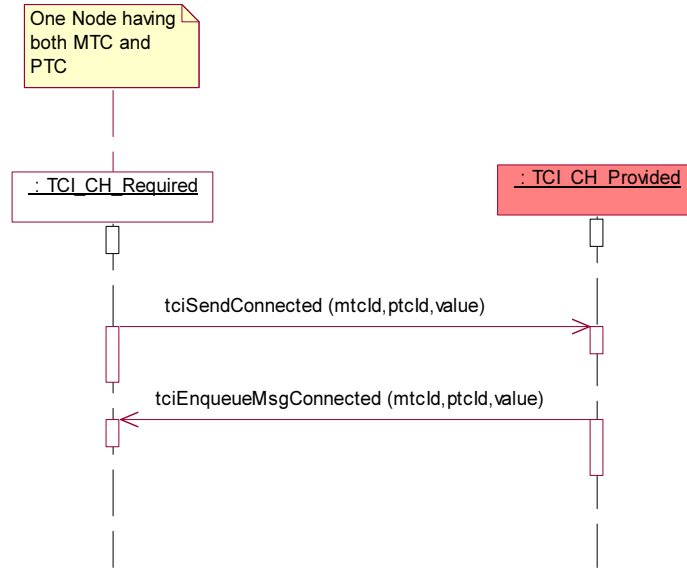 One Node having
both MTC and
PTC
: TCI_CH_Required
: TCI_CH_Provided
tciSendConnected (mtcId,ptcId,value)
tciEnqueueMsgConnected (mtcId,ptcId,value)